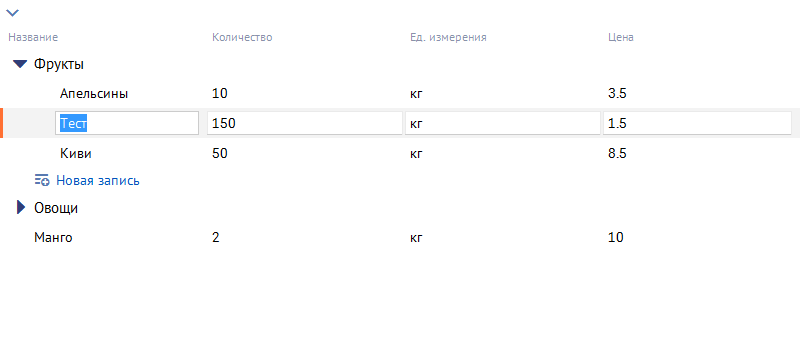 Название Количество Ед. измерения Цена
Фрукты
Апельсины 10 кг 3.5
Тест 150 кг 1.5
Киви 50 кг 8.5
Новая запись
Овощи
Манго 2 кг 10